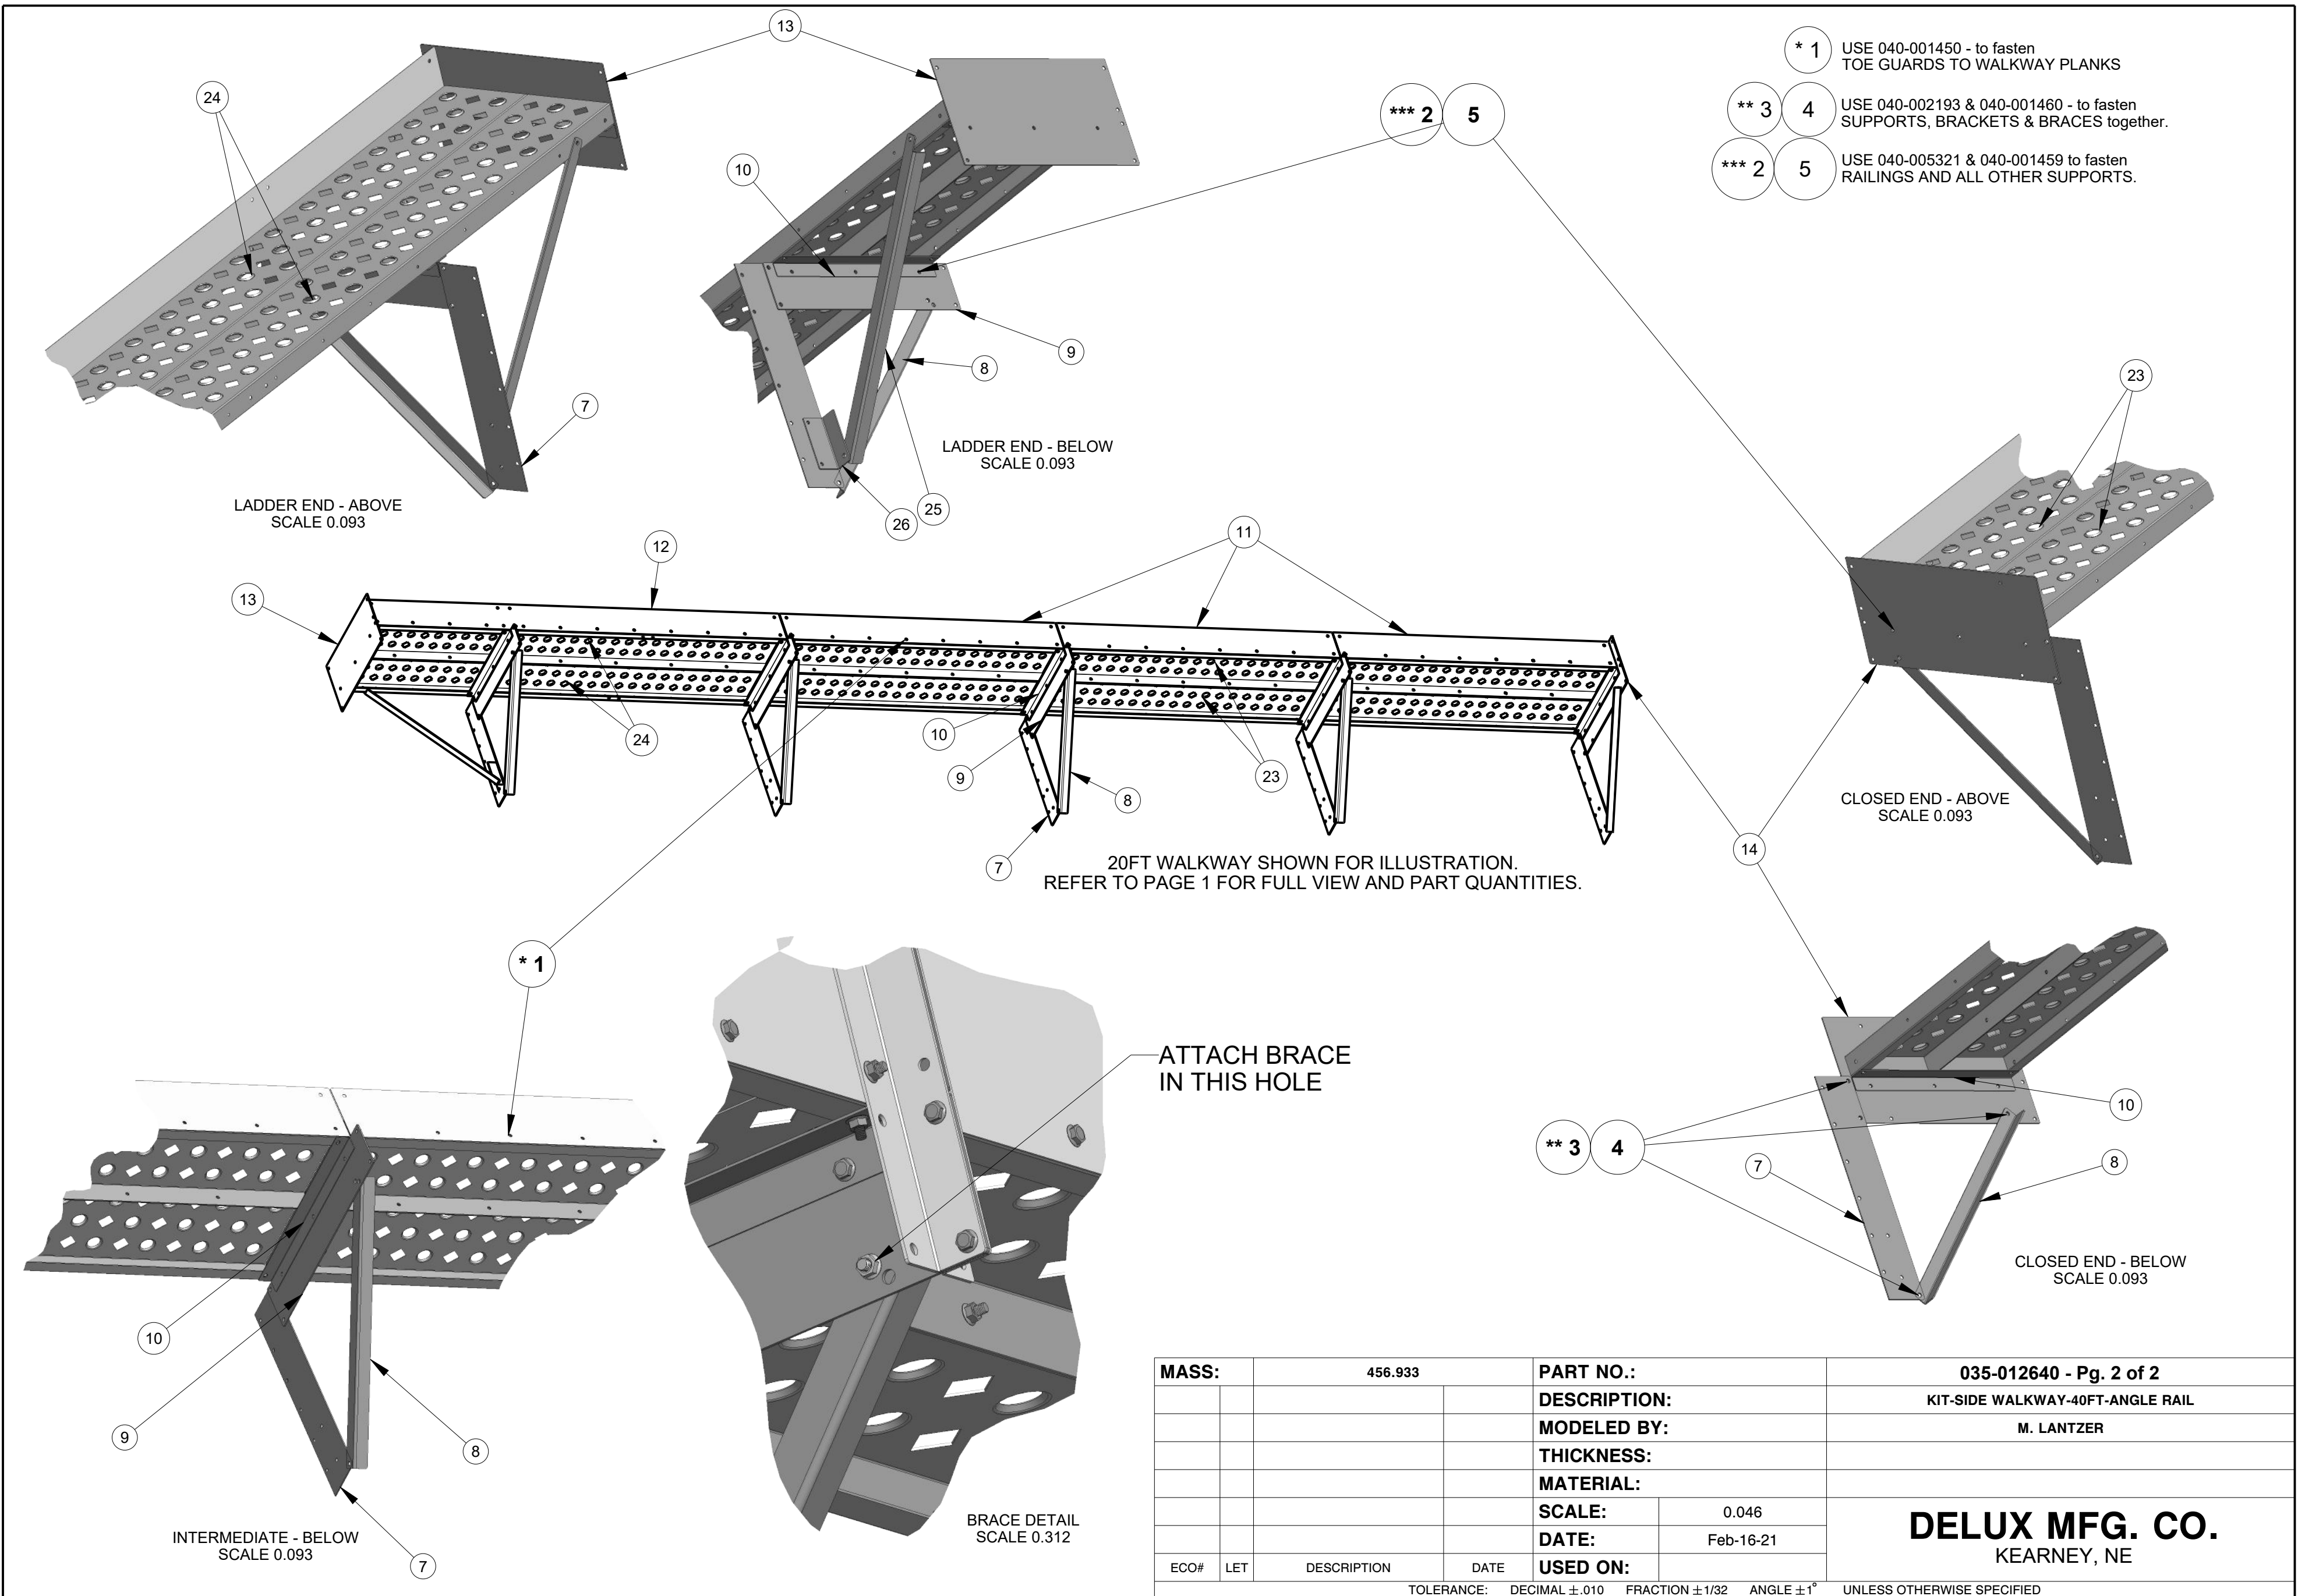 13
* 1
USE 040-001450 - to fasten
TOE GUARDS TO WALKWAY PLANKS
24
*** 2
5
** 3
4
USE 040-002193 & 040-001460 - to fasten
SUPPORTS, BRACKETS & BRACES together.
*** 2
5
USE 040-005321 & 040-001459 to fasten
RAILINGS AND ALL OTHER SUPPORTS.
10
9
8
7
23
LADDER END - BELOW
SCALE 0.093
LADDER END - ABOVE
SCALE 0.093
26
25
12
11
13
24
10
9
23
8
7
20FT WALKWAY SHOWN FOR ILLUSTRATION.
REFER TO PAGE 1 FOR FULL VIEW AND PART QUANTITIES.
CLOSED END - ABOVE
SCALE 0.093
14
* 1
ATTACH BRACE
IN THIS HOLE
** 3
4
10
7
8
CLOSED END - BELOW
SCALE 0.093
10
9
8
7
INTERMEDIATE - BELOW
SCALE 0.093
BRACE DETAIL
SCALE 0.312
MASS: 456.933 PART NO.: 035-012640 - Pg. 2 of 2
DESCRIPTION: KIT-SIDE WALKWAY-40FT-ANGLE RAIL
MODELED BY: M. LANTZER
THICKNESS:
MATERIAL:
SCALE: 0.046
DATE: Feb-16-21
DELUX MFG. CO.
KEARNEY, NE
ECO# LET DESCRIPTION DATE USED ON:
TOLERANCE: DECIMAL ±.010 FRACTION ±1/32 ANGLE ±1° UNLESS OTHERWISE SPECIFIED